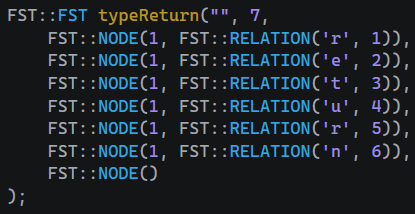 FST::FST typeReturn("", 7,
    FST::NODE(1, FST::RELATION('r', 1)),
    FST::NODE(1, FST::RELATION('e', 2)),
    FST::NODE(1, FST::RELATION('t', 3)),
    FST::NODE(1, FST::RELATION('u', 4)),
    FST::NODE(1, FST::RELATION('r', 5)),
    FST::NODE(1, FST::RELATION('n', 6)),
    FST::NODE()
);